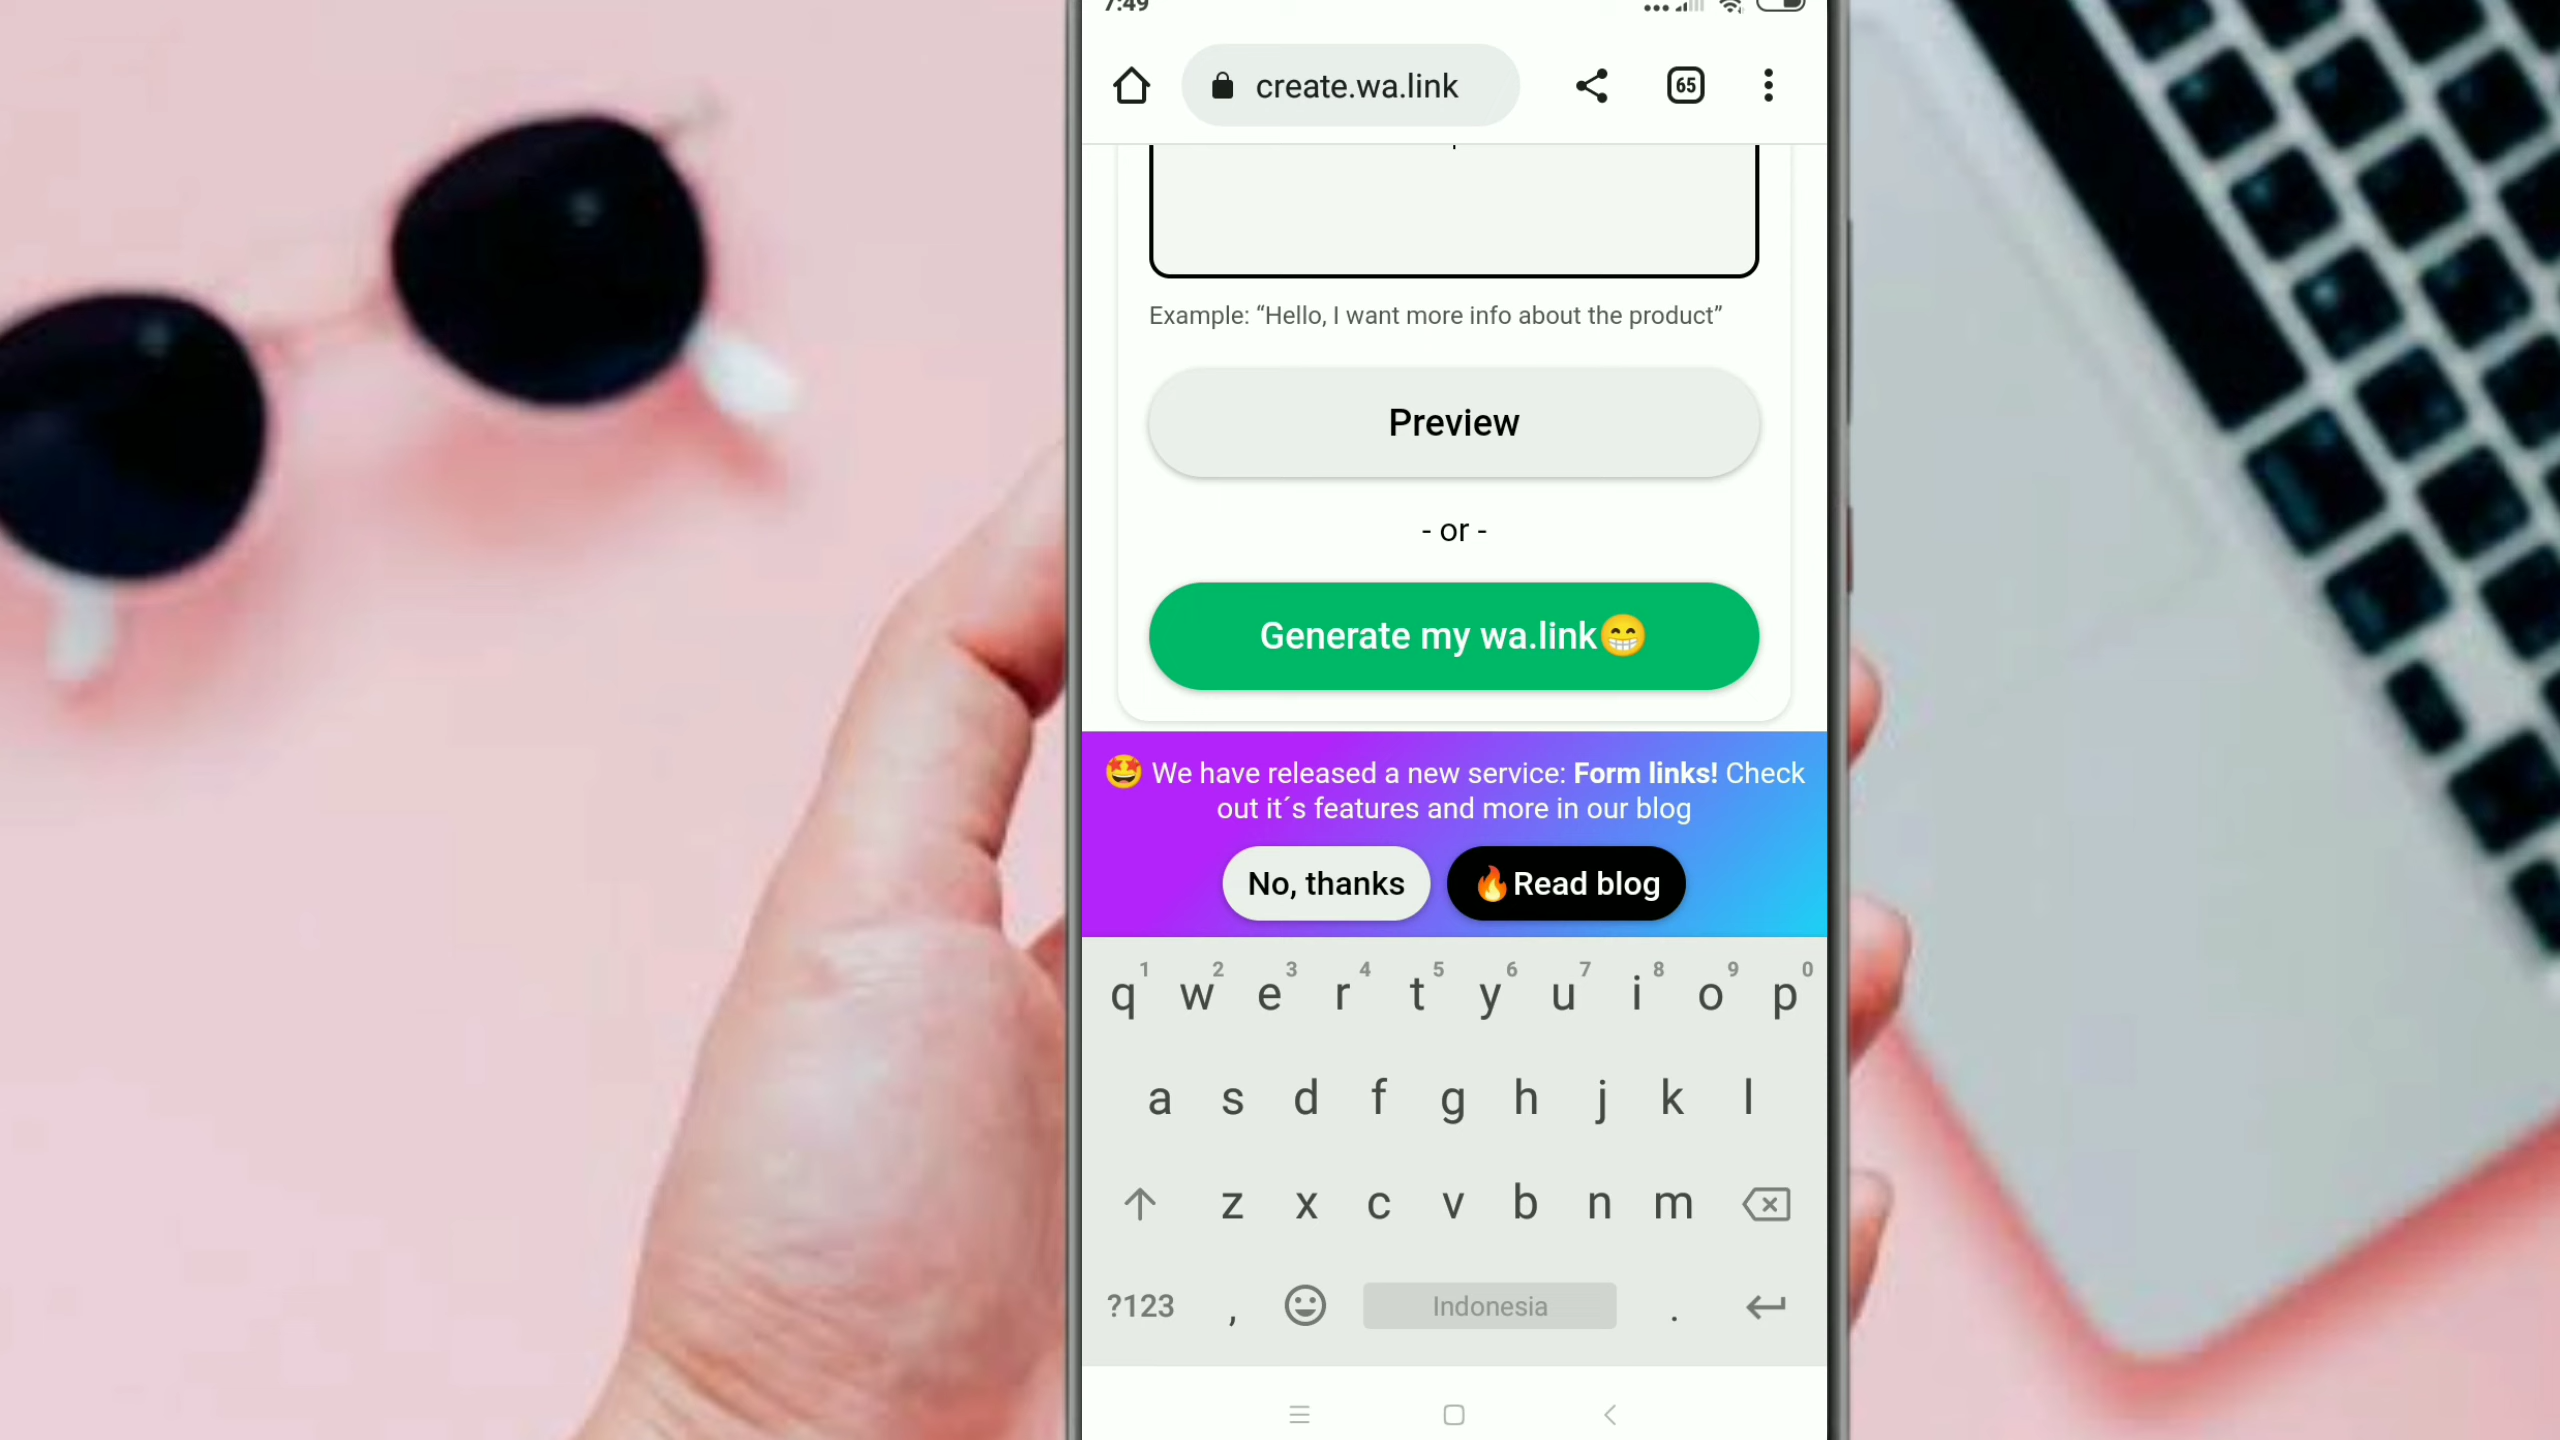 7:49
create.wa.link
65
Example: “Hello, I want more info about the product”
Preview
- or -
Generate my wa.link😁
🤩 We have released a new service: Form links! Check
out it´s features and more in our blog
No, thanks
🔥Read blog
1 2 3 4 5 6 7 8 9 0
q w e r t y u i o p
a s d f g h j k l
z x c v b n m
?123 , Indonesia .